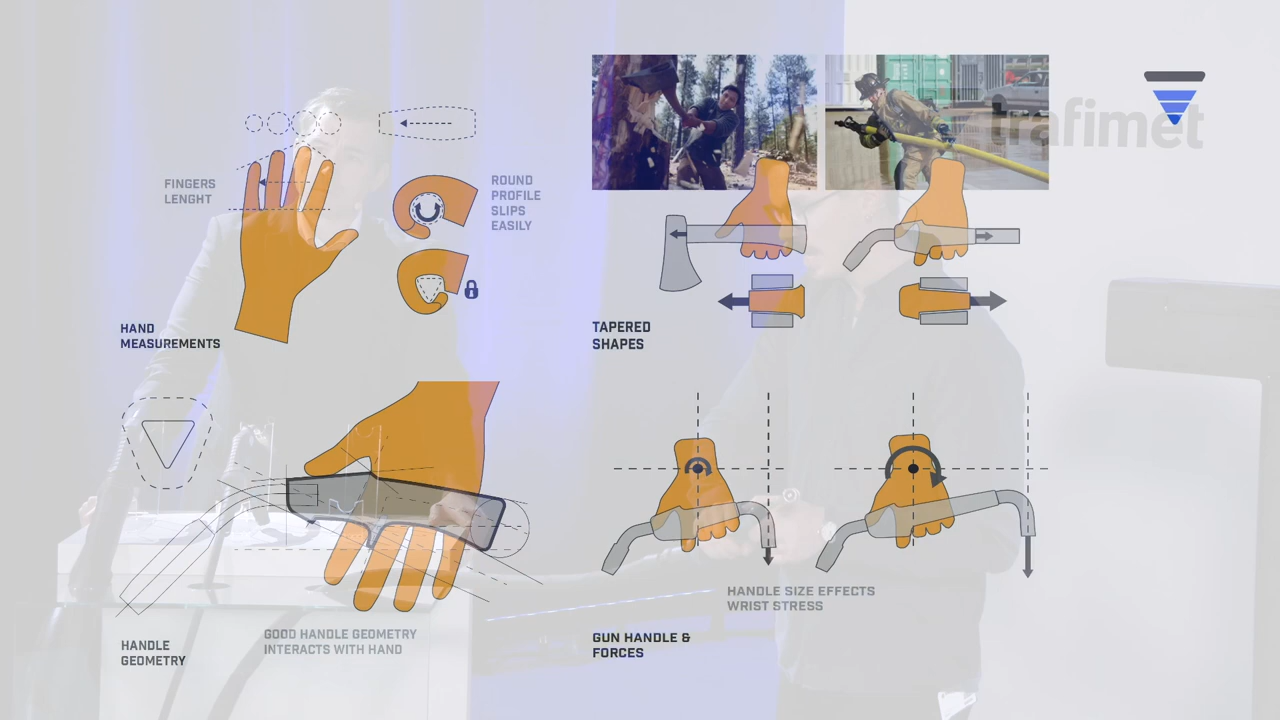 FINGERS
LENGHT
ROUND
PROFILE
SLIPS
EASILY
HAND
MEASUREMENTS
trafimet
TAPERED
SHAPES
HANDLE
GEOMETRY
GOOD HANDLE GEOMETRY
INTERACTS WITH HAND
HANDLE SIZE EFFECTS
WRIST STRESS
GUN HANDLE &
FORCES